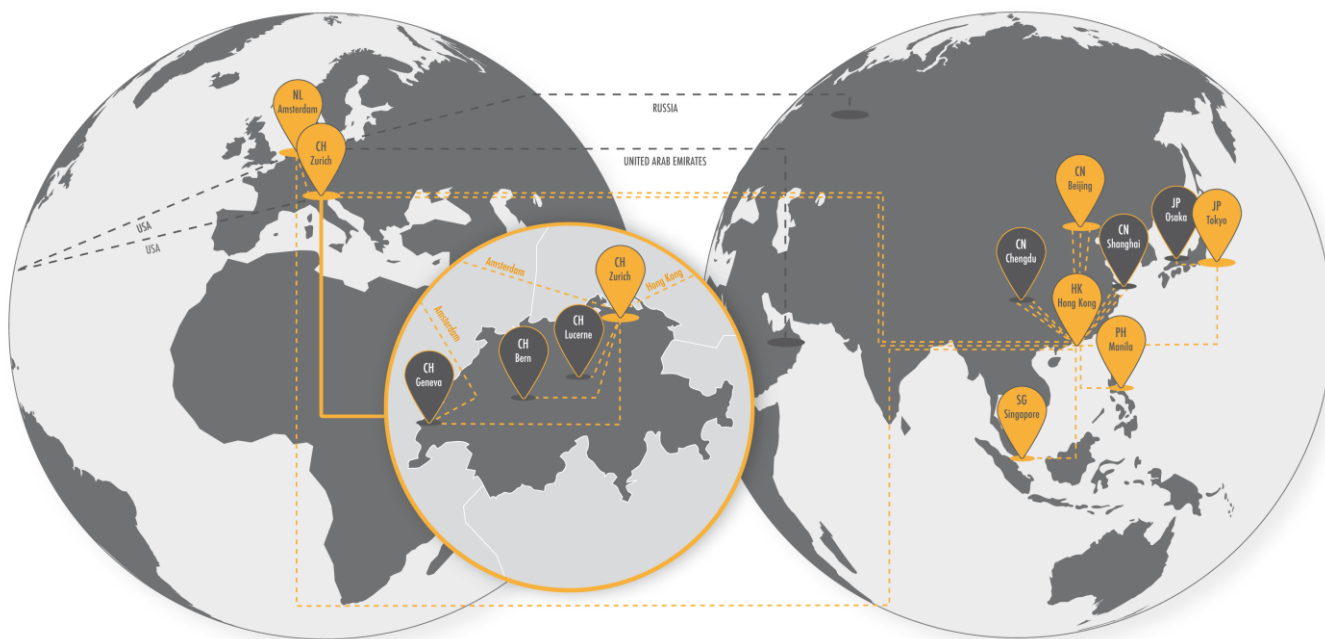 NL
Amsterdam
CH
Zurich
RUSSIA
UNITED ARAB EMIRATES
USA
USA
Amsterdam
Amsterdam
CH
Zurich
Hong Kong
CH
Lucerne
CH
Bern
CH
Geneva
CN
Beijing
JP
Osaka
JP
Tokyo
CN
Shanghai
CN
Chengdu
HK
Hong Kong
PH
Manila
SG
Singapore